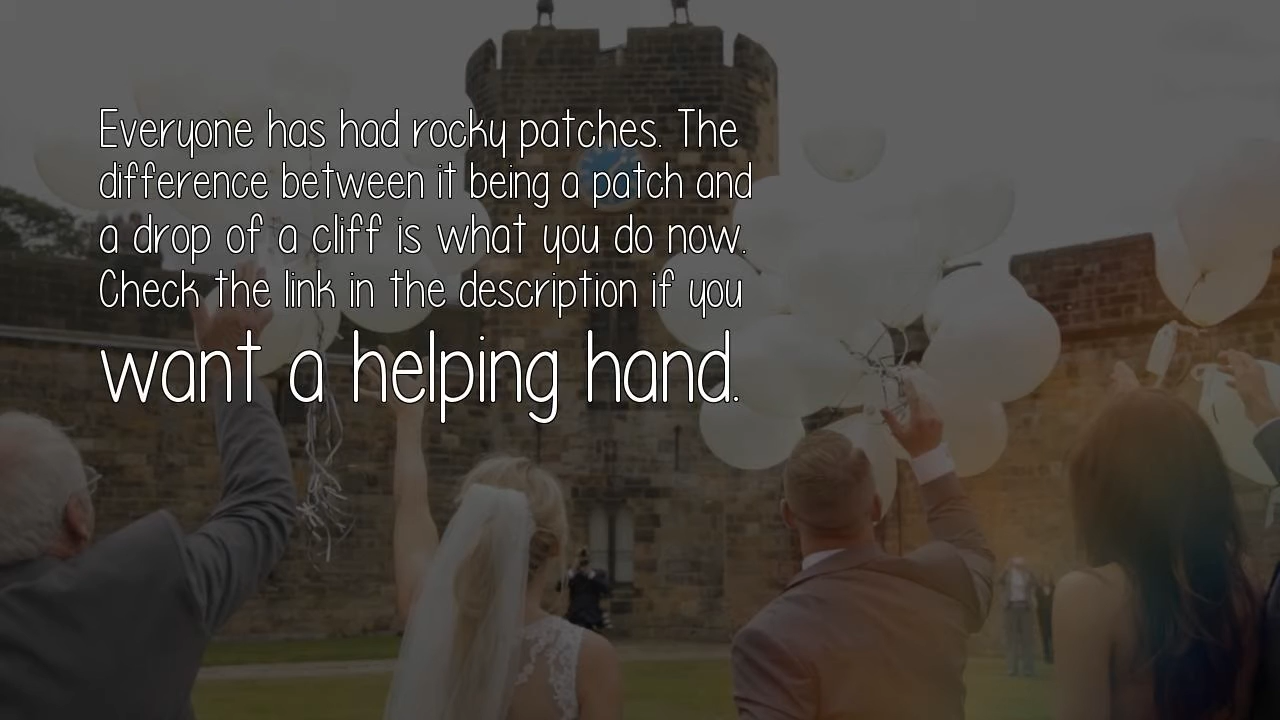 Everyone has had rocky patches. The
difference between it being a patch and
a drop of a cliff is what you do now.
Check the link in the description if you
want a helping hand.